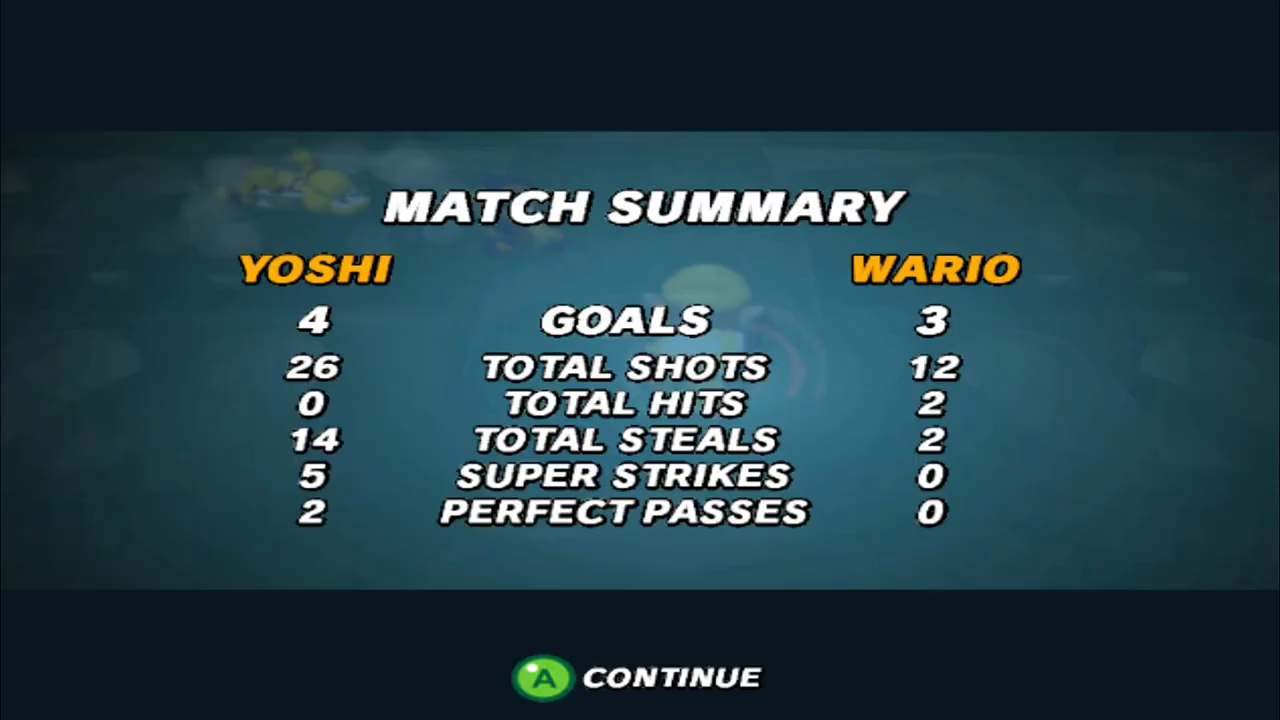 MATCH SUMMARY
YOSHI WARIO
4 GOALS 3
26 TOTAL SHOTS 12
0 TOTAL HITS 2
14 TOTAL STEALS 2
5 SUPER STRIKES 0
2 PERFECT PASSES 0
A CONTINUE